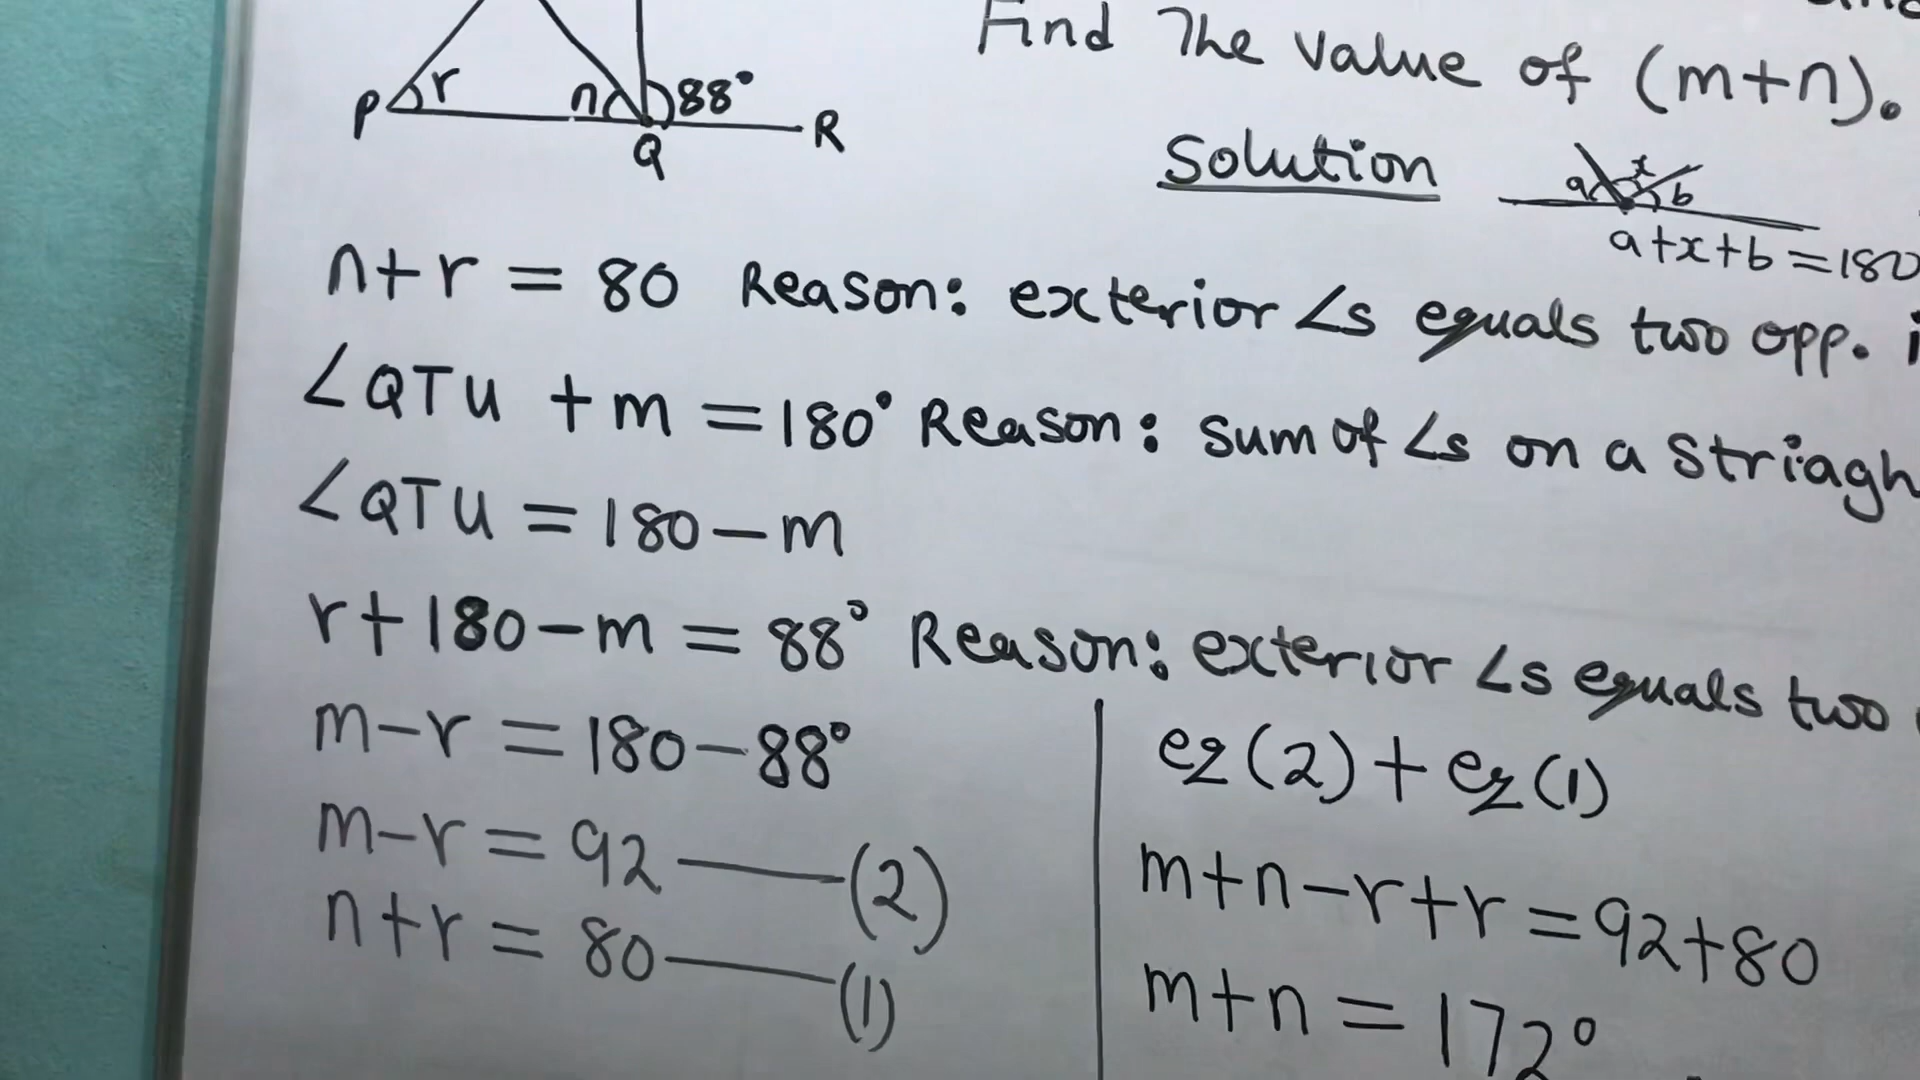 Find The value of (m+n).
P r n 88° R
Q
Solution
a x b
a+x+b=180
n+r = 80 Reason: exterior ∠s equals two opp.
∠QTU + m = 180° Reason: sum of ∠s on a striagh
∠QTU = 180-m
r+180-m = 88° Reason: exterior ∠s equals two
m-r = 180-88°
m-r = 92 ——(2)
n+r = 80 ——(1)
eq(2) + eq(1)
m+n-r+r = 92+80
m+n = 172°